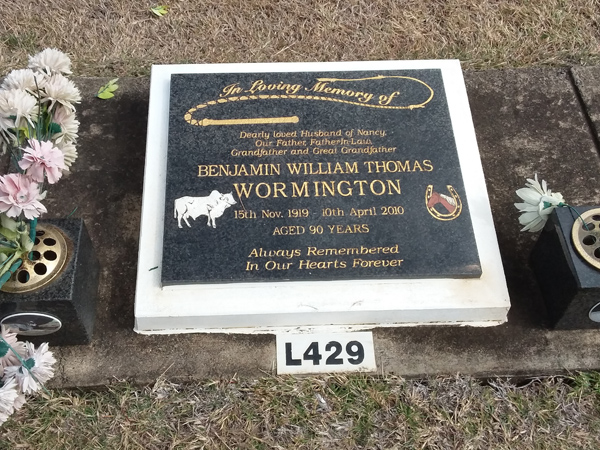 In Loving Memory of
Dearly loved Husband of Nancy.
Our Father, Father-In-Law,
Grandfather and Great Grandfather
BENJAMIN WILLIAM THOMAS
WORMINGTON
15th Nov. 1919 - 10th April 2010
AGED 90 YEARS
Always Remembered
In Our Hearts Forever
L429